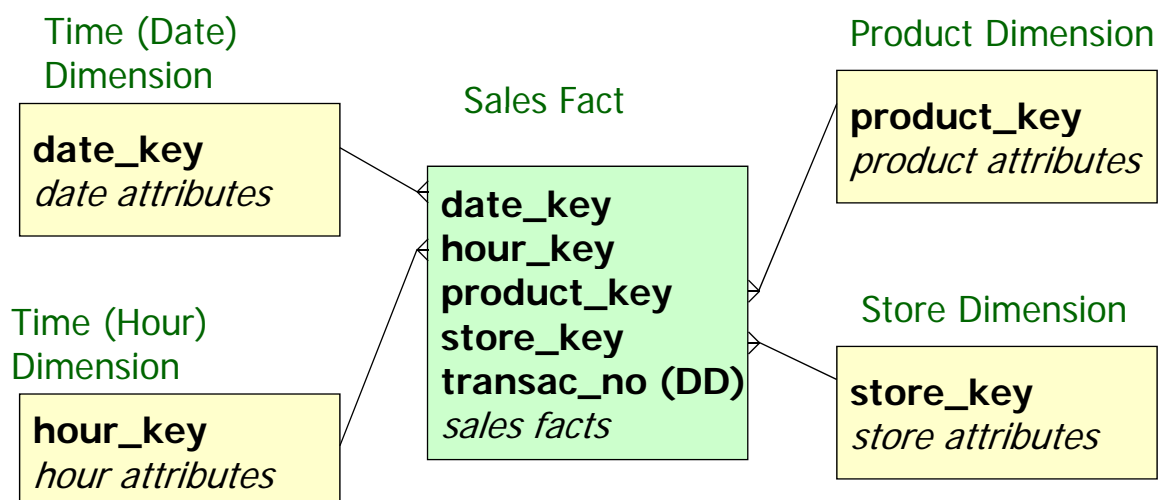 Time (Date)
Dimension
date_key
date attributes
Time (Hour)
Dimension
hour_key
hour attributes
Sales Fact
date_key
hour_key
product_key
store_key
transac_no (DD)
sales facts
Product Dimension
product_key
product attributes
Store Dimension
store_key
store attributes